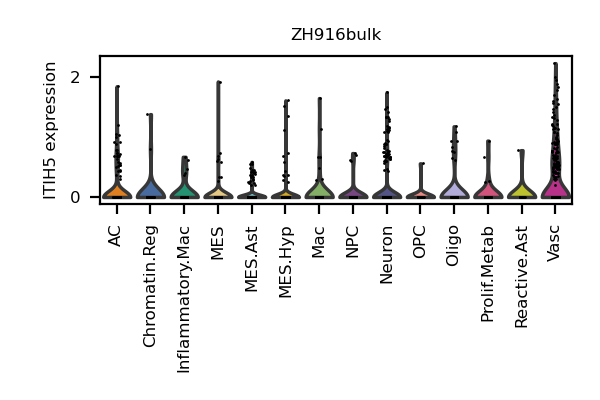 ZH916bulk
ITIH5 expression
2
0
AC
Chromatin.Reg
Inflammatory.Mac
MES
MES.Ast
MES.Hyp
Mac
NPC
Neuron
OPC
Oligo
Prolif.Metab
Reactive.Ast
Vasc